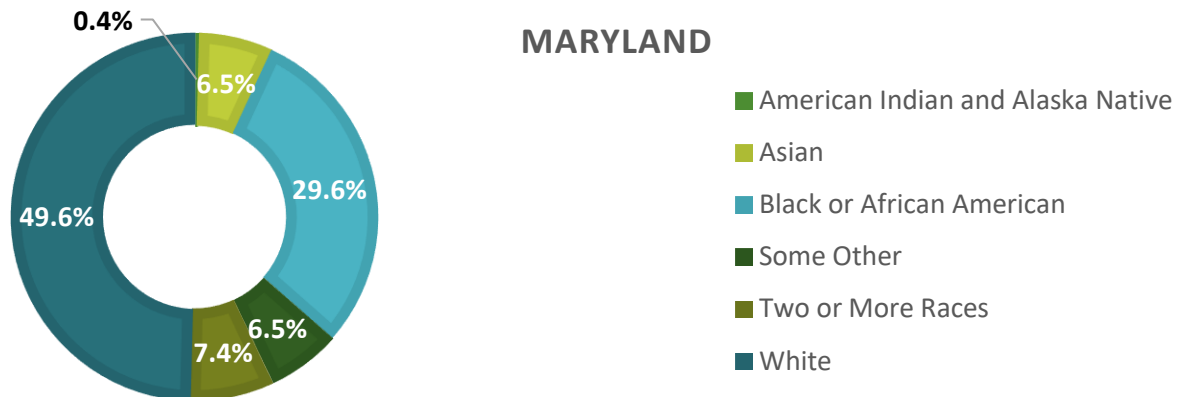 MARYLAND
0.4%
6.5%
29.6%
6.5%
7.4%
49.6%
American Indian and Alaska Native
Asian
Black or African American
Some Other
Two or More Races
White